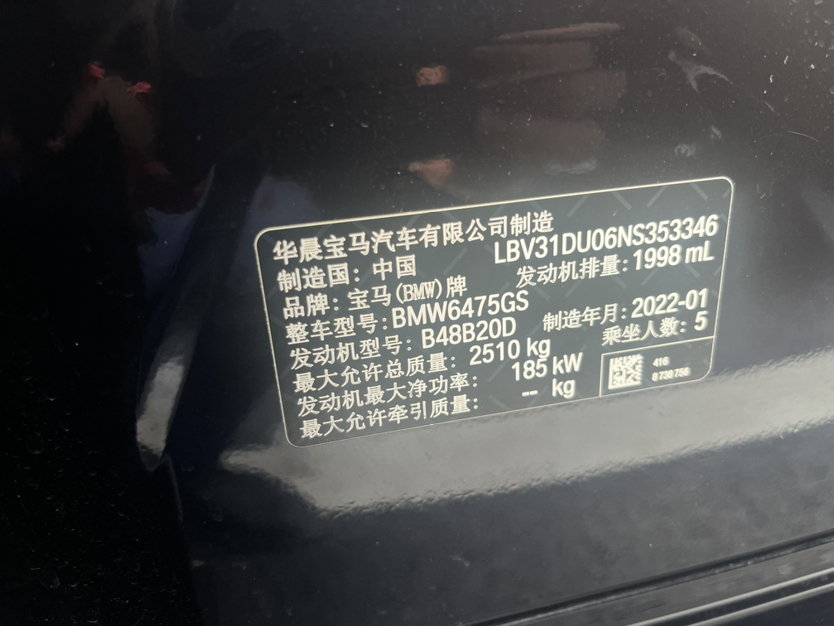 华晨宝马汽车有限公司制造
LBV31DU06NS353346
制造国：中国
发动机排量：1998 mL
品牌：宝马(BMW)牌
整车型号：BMW6475GS
制造年月：2022-01
发动机型号：B48B20D
乘坐人数：5
最大允许总质量：2510 kg
发动机最大净功率：185 kW
最大允许牵引质量：-- kg
416
8 738 756